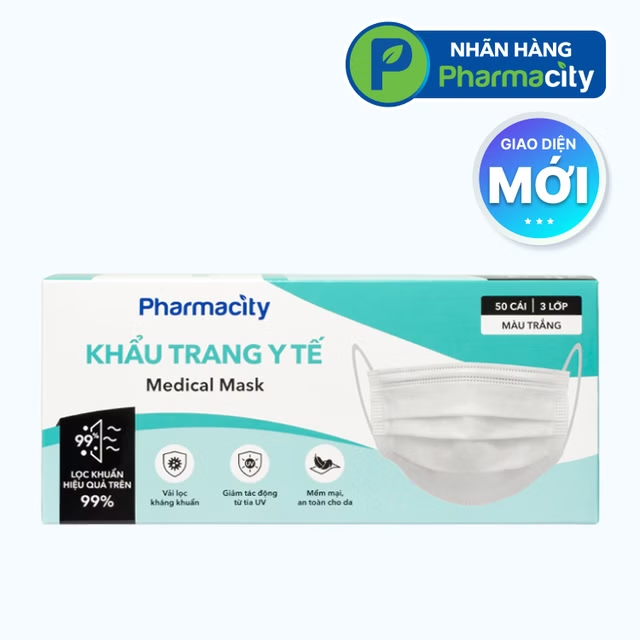 NHÃN HÀNG
Pharmacity
GIAO DIỆN
MỚI
Pharmacity
KHẨU TRANG Y TẾ
Medical Mask
50 CÁI | 3 LỚP
MÀU TRẮNG
99%
LỌC KHUẨN
HIỆU QUẢ TRÊN
99%
Vải lọc
kháng khuẩn
Giảm tác động
từ tia UV
Mềm mại,
an toàn cho da
UV